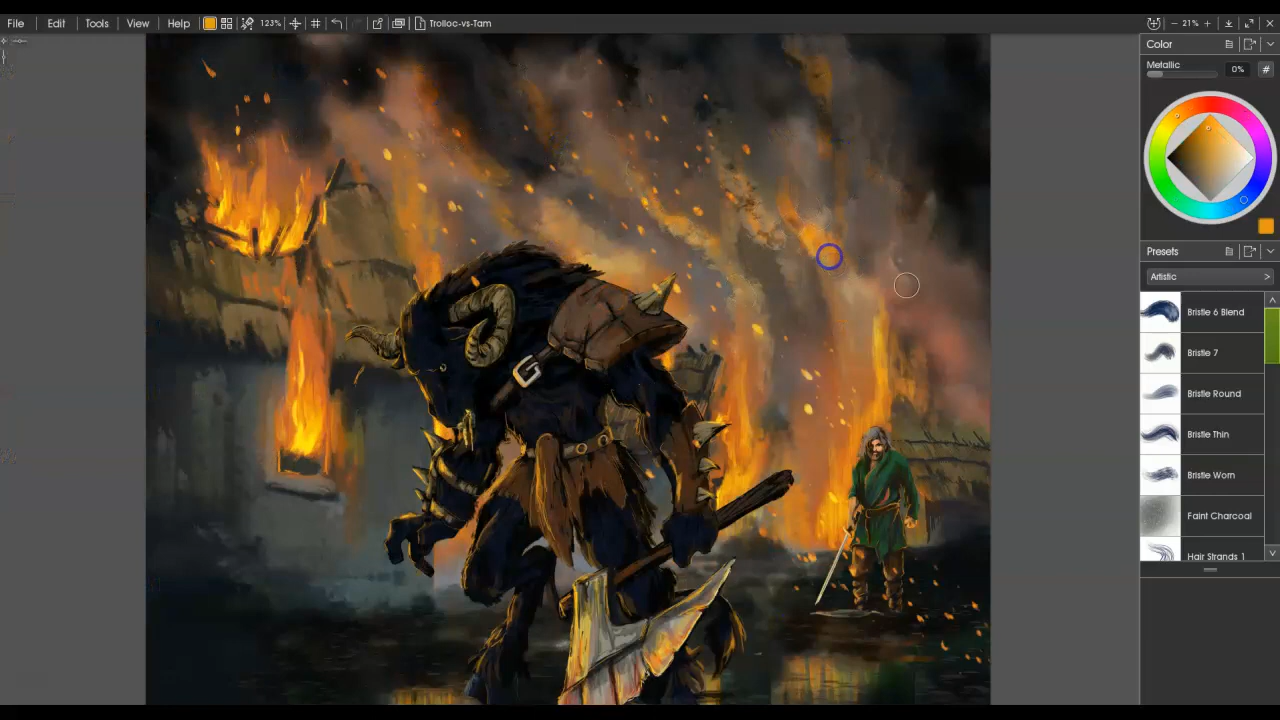 File Edit Tools View Help 123% Trolloc-vs-Tam 21%
Color
Metallic
0% #
Presets
Artistic >
Bristle 6 Blend
Bristle 7
Bristle Round
Bristle Thin
Bristle Worn
Faint Charcoal
Hair Strands 1